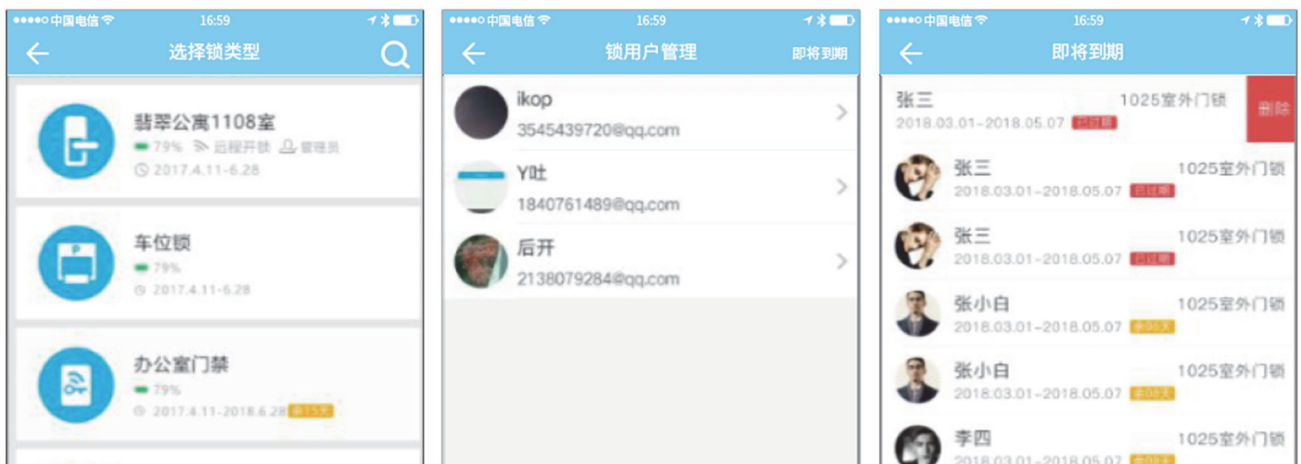 中国电信 16:59
选择锁类型
翡翠公寓1108室
79% 远程开锁 管理员
2017.4.11-6.28
车位锁
79%
2017.4.11-6.28
办公室门禁
79%
2017.4.11-2018.6.28 余15天
中国电信 16:59
锁用户管理 即将到期
ikop
3545439720@qq.com
Y吐
1840761489@qq.com
后开
2138079284@qq.com
中国电信 16:59
即将到期
张三 1025室外门锁
2018.03.01-2018.05.07 已过期
删除
张三 1025室外门锁
2018.03.01-2018.05.07 已过期
张三 1025室外门锁
2018.03.01-2018.05.07 已过期
张小白 1025室外门锁
2018.03.01-2018.05.07
张小白 1025室外门锁
2018.03.01-2018.05.07
李四 1025室外门锁
2018.03.01-2018.05.07